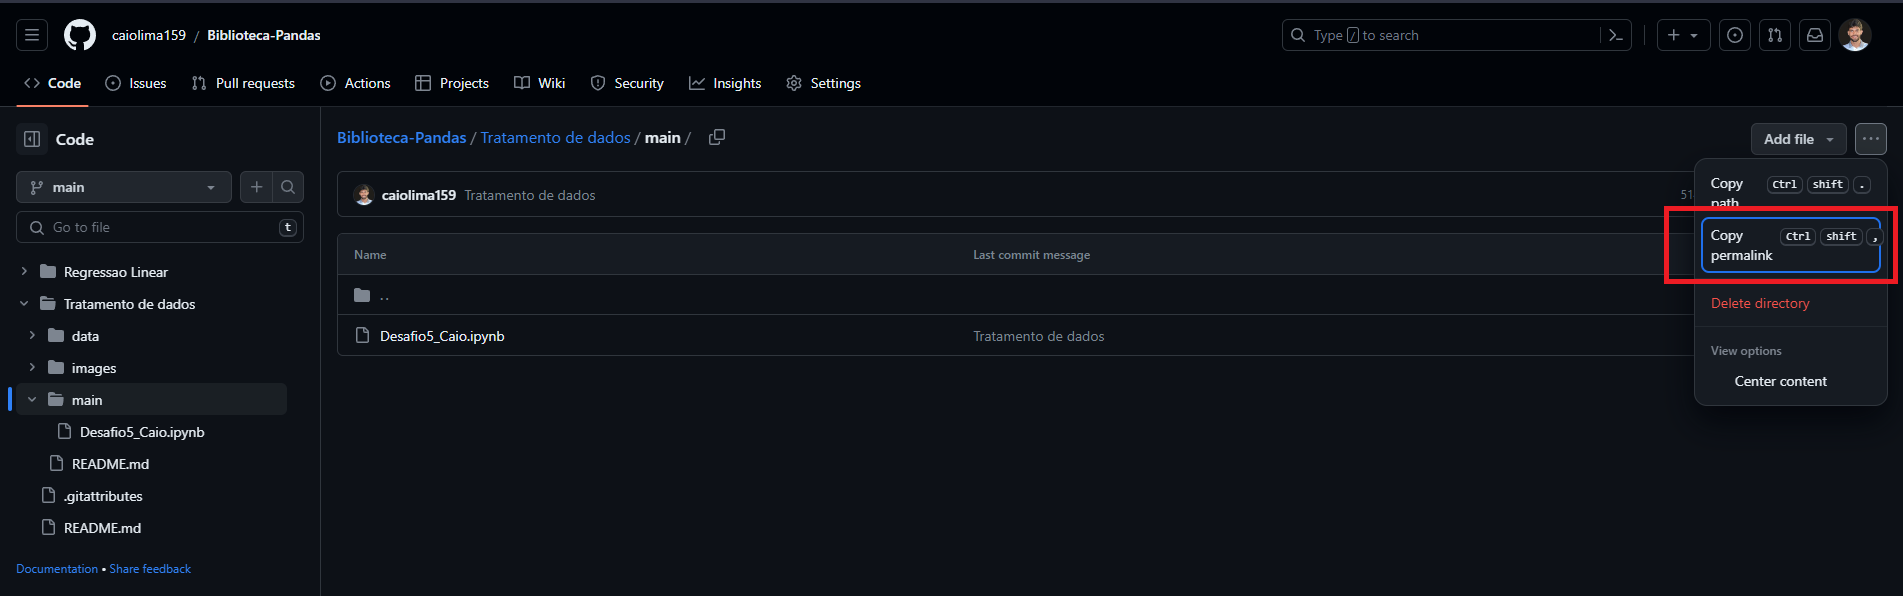 caiolima159 / Biblioteca-Pandas
Type / to search
Code Issues Pull requests Actions Projects Wiki Security Insights Settings
Code
main
Go to file t
Regressao Linear
Tratamento de dados
data
images
main
Desafio5_Caio.ipynb
README.md
.gitattributes
README.md
Documentation • Share feedback
Biblioteca-Pandas / Tratamento de dados / main /
Add file
caiolima159 Tratamento de dados 51
Name Last commit message
..
Desafio5_Caio.ipynb Tratamento de dados
Copy Ctrl shift .
path
Copy Ctrl shift ,
permalink
Delete directory
View options
Center content